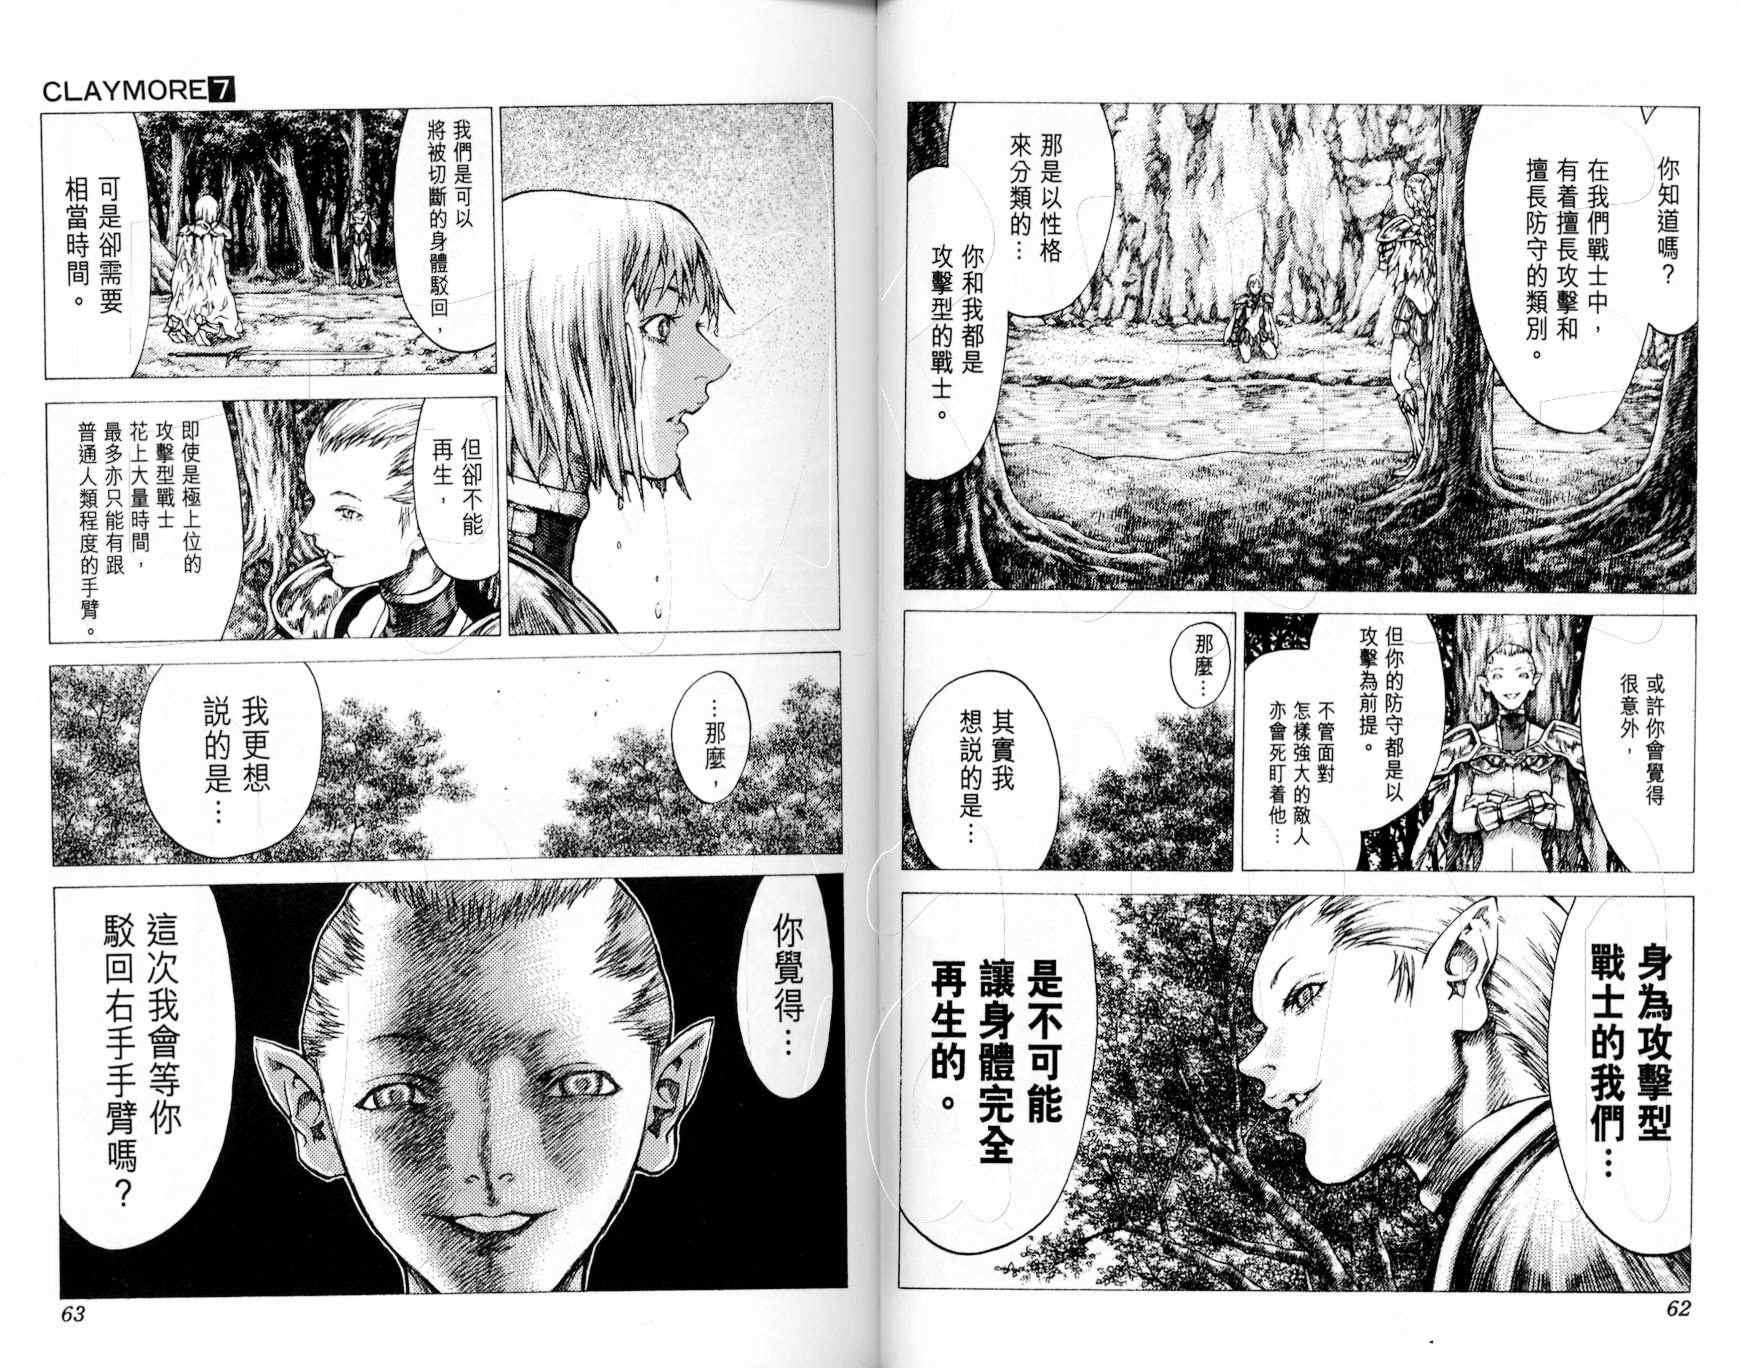 你知道嗎？
在我們戰士中，
有着擅長攻擊和
擅長防守的類別。
那是以性格
來分類的…
你和我都是
攻擊型的戰士。
或許你會覺得
很意外，
但你的防守都是以
攻擊為前提。
不管面對
怎樣強大的敵人
亦會死盯着他…
那麼…
其實我
想說的是…
身為攻擊型
戰士的我們…
是不可能
讓身體完全
再生的。
62
CLAYMORE 7
我們是可以
將被切斷的身體駁回，
可是卻需要
相當時間。
但卻不能
再生，
即使是極上位的
攻擊型戰士
花上大量時間，
最多亦只能有跟
普通人類程度的手臂。
…那麼，
我更想
說的是…
你覺得…
這次我會等你
駁回右手手臂嗎？
63